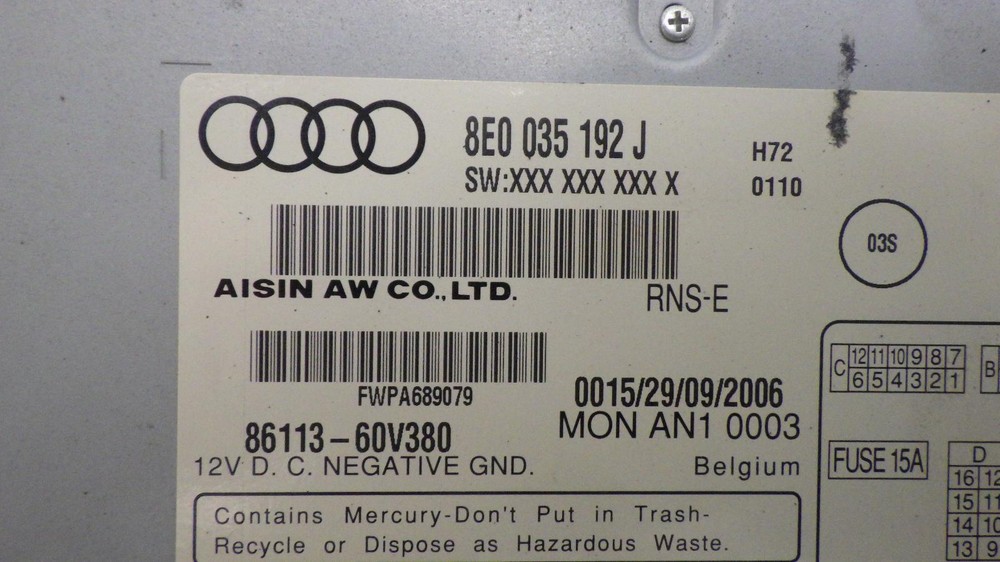 8E0 035 192 J
H72
SW:XXX XXX XXX X
0110
03S
AISIN AW CO.,LTD.
RNS-E
FWPA689079
0015/29/09/2006
86113-60V380
MON AN1 0003
12V D. C. NEGATIVE GND.
Belgium
C 12 11 10 9 8 7
6 5 4 3 2 1
B
FUSE 15A
D
16 12
15 11
14 10
13 9
Contains Mercury-Don't Put in Trash-
Recycle or Dispose as Hazardous Waste.